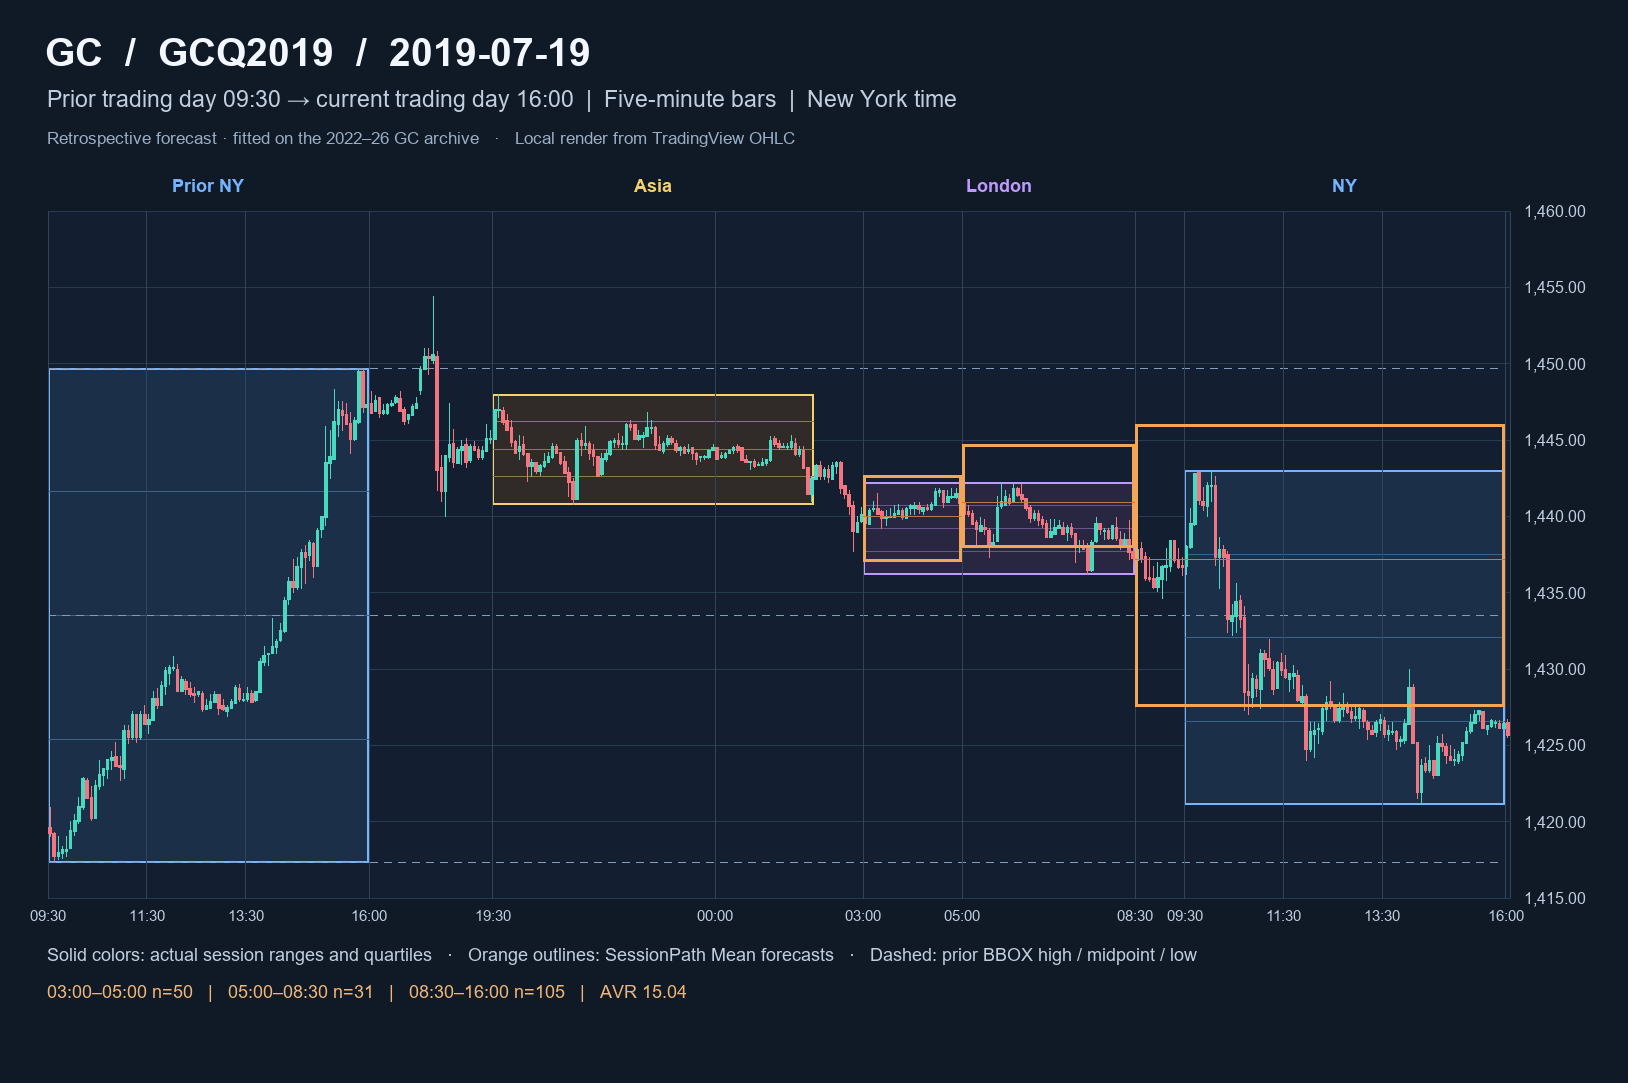 GC / GCQ2019 / 2019-07-19
Prior trading day 09:30 → current trading day 16:00 | Five-minute bars | New York time
Retrospective forecast · fitted on the 2022–26 GC archive · Local render from TradingView OHLC
Prior NY Asia London NY
1,460.00
1,455.00
1,450.00
1,445.00
1,440.00
1,435.00
1,430.00
1,425.00
1,420.00
1,415.00
09:30 11:30 13:30 16:00 19:30 00:00 03:00 05:00 08:30 09:30 11:30 13:30 16:00
Solid colors: actual session ranges and quartiles · Orange outlines: SessionPath Mean forecasts · Dashed: prior BBOX high / midpoint / low
03:00–05:00 n=50 | 05:00–08:30 n=31 | 08:30–16:00 n=105 | AVR 15.04